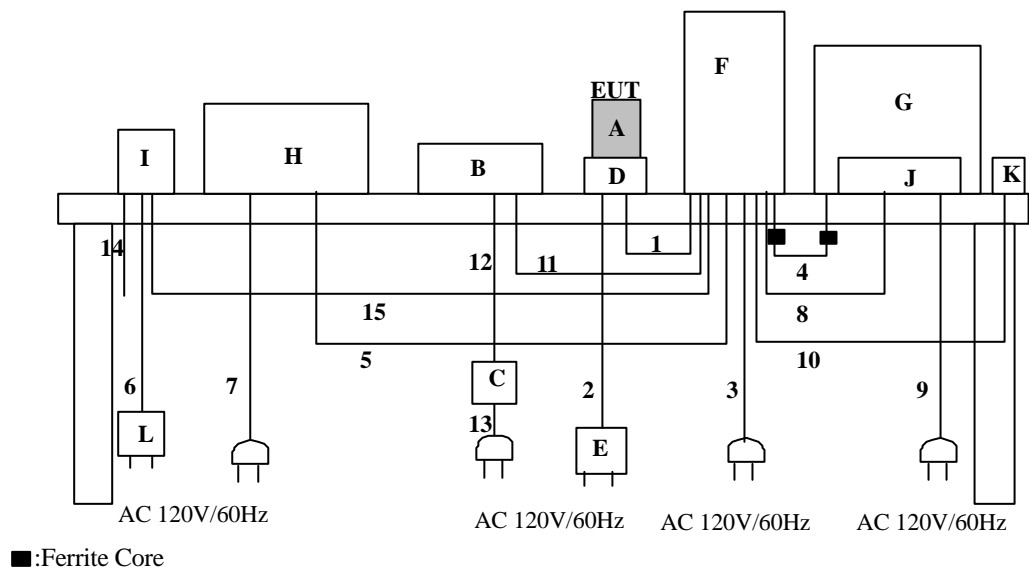 F
EUT
G
A
I
H
B
D
J
K
14
12
11
1
4
15
8
5
10
6
7
C
2
3
9
13
L
E
AC 120V/60Hz
AC 120V/60Hz
AC 120V/60Hz
AC 120V/60Hz
:Ferrite Core